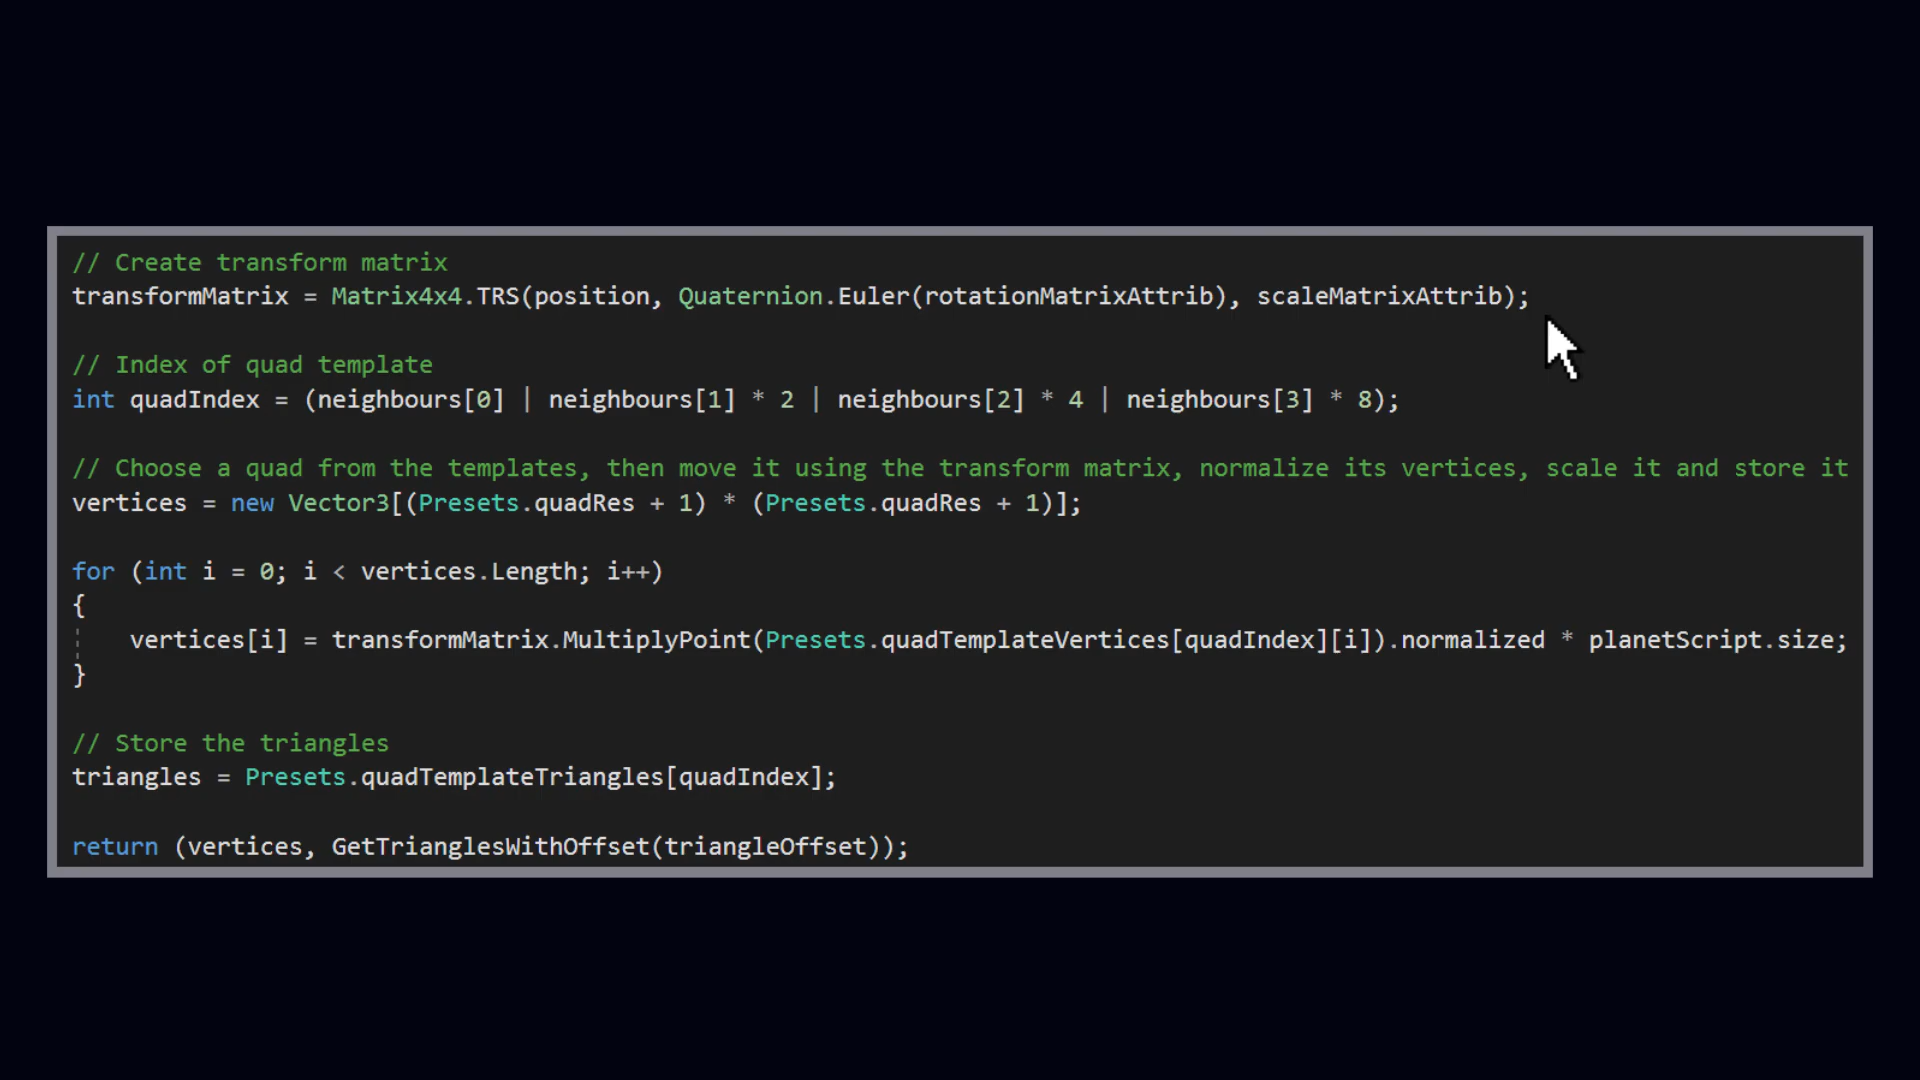 // Create transform matrix
transformMatrix = Matrix4x4.TRS(position, Quaternion.Euler(rotationMatrixAttrib), scaleMatrixAttrib);
// Index of quad template
int quadIndex = (neighbours[0] | neighbours[1] * 2 | neighbours[2] * 4 | neighbours[3] * 8);
// Choose a quad from the templates, then move it using the transform matrix, normalize its vertices, scale it and store it
vertices = new Vector3[(Presets.quadRes + 1) * (Presets.quadRes + 1)];
for (int i = 0; i < vertices.Length; i++)
{
    vertices[i] = transformMatrix.MultiplyPoint(Presets.quadTemplateVertices[quadIndex][i]).normalized * planetScript.size;
}
// Store the triangles
triangles = Presets.quadTemplateTriangles[quadIndex];
return (vertices, GetTrianglesWithOffset(triangleOffset));